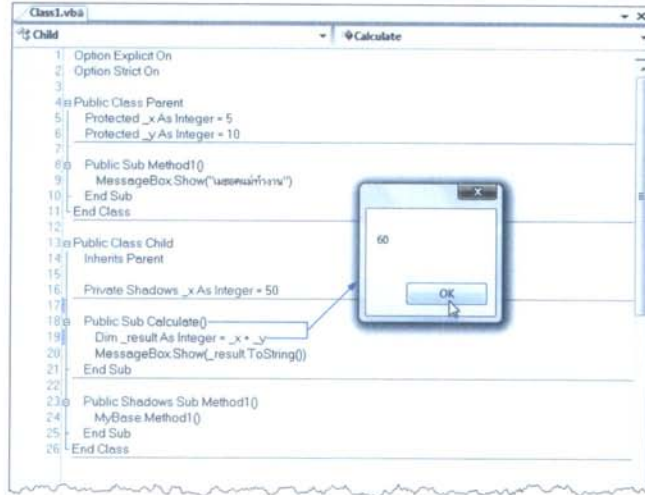 Class1.vba
Child
Calculate
1 Option Explicit On
2 Option Strict On
3
4 Public Class Parent
5 Protected _x As Integer = 5
6 Protected _y As Integer = 10
7
8 Public Sub Method1()
9 MessageBox.Show("เมธอดแม่ทำงาน")
10 End Sub
11 End Class
12
13 Public Class Child
14 Inherits Parent
15
16 Private Shadows _x As Integer = 50
17
18 Public Sub Calculate()
19 Dim _result As Integer = _x + _y
20 MessageBox.Show(_result.ToString())
21 End Sub
22
23 Public Shadows Sub Method1()
24 MyBase.Method1()
25 End Sub
26 End Class
60
OK